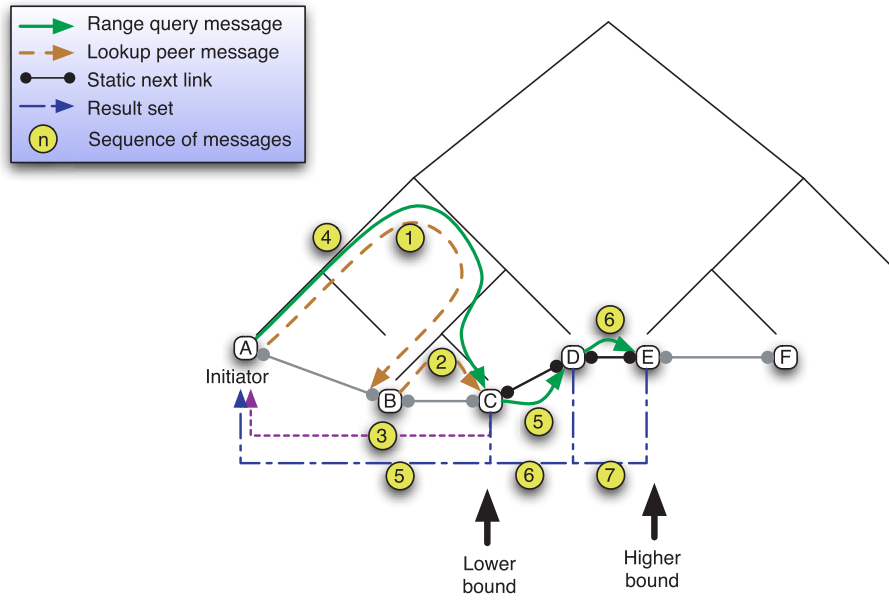 Range query message
Lookup peer message
Static next link
Result set
n Sequence of messages
4
1
6
A
D
E
F
Initiator
2
B
C
5
3
5
6
7
Lower
bound
Higher
bound